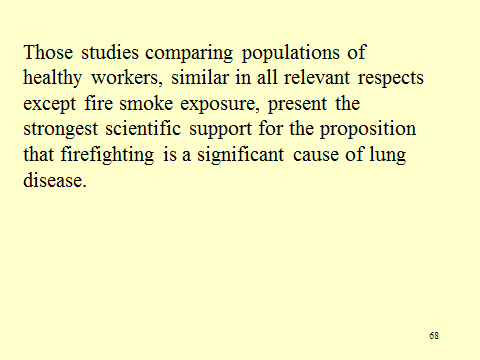 Those studies comparing populations of
healthy workers, similar in all relevant respects
except fire smoke exposure, present the
strongest scientific support for the proposition
that firefighting is a significant cause of lung
disease.
68